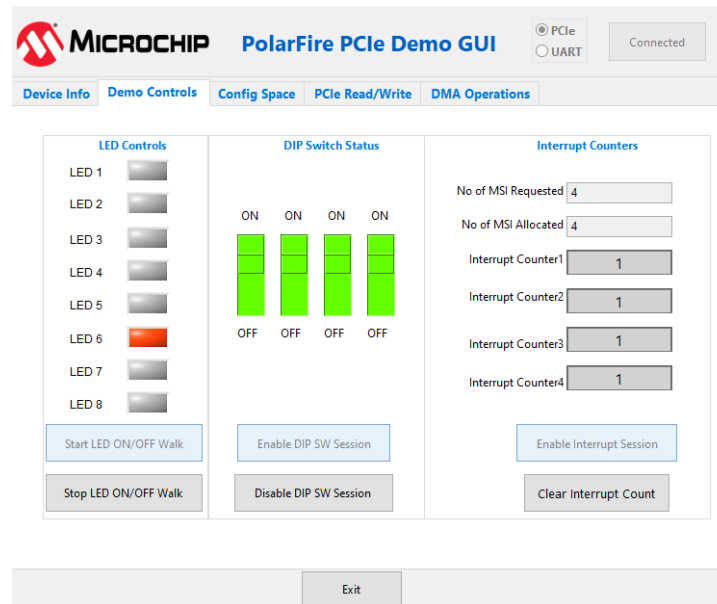 MICROCHIP
PolarFire PCIe Demo GUI
PCIe
UART
Connected
Device Info
Demo Controls
Config Space
PCIe Read/Write
DMA Operations
LED Controls
LED 1
LED 2
LED 3
LED 4
LED 5
LED 6
LED 7
LED 8
Start LED ON/OFF Walk
Stop LED ON/OFF Walk
DIP Switch Status
ON ON ON ON
OFF OFF OFF OFF
Enable DIP SW Session
Disable DIP SW Session
Interrupt Counters
No of MSI Requested 4
No of MSI Allocated 4
Interrupt Counter1 1
Interrupt Counter2 1
Interrupt Counter3 1
Interrupt Counter4 1
Enable Interrupt Session
Clear Interrupt Count
Exit